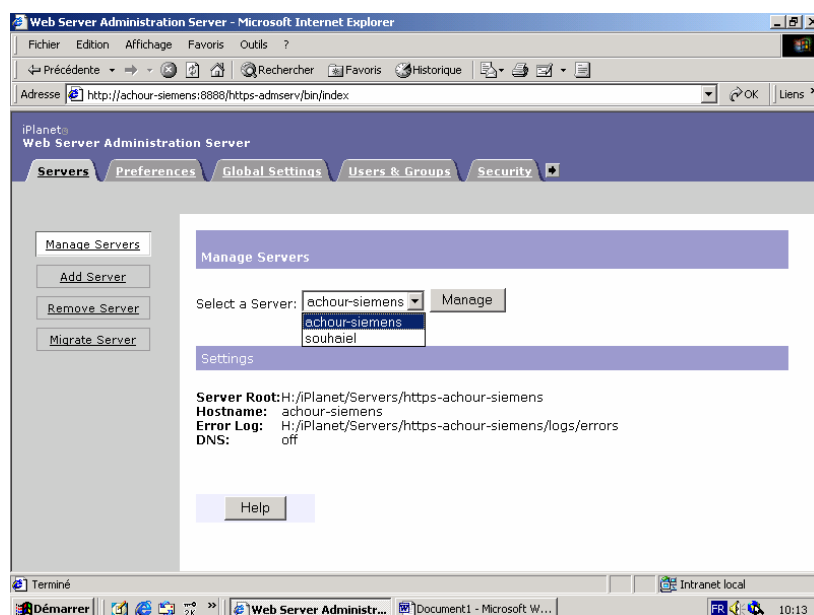 Web Server Administration Server - Microsoft Internet Explorer
Fichier Edition Affichage Favoris Outils ?
Précédente Rechercher Favoris Historique
Adresse http://achour-siemens:8888/https-admserv/bin/index OK Liens
iPlanet
Web Server Administration Server
Servers Preferences Global Settings Users & Groups Security
Manage Servers
Add Server
Remove Server
Migrate Server
Manage Servers
Select a Server: achour-siemens Manage
achour-siemens
souhaiel
Settings
Server Root: H:/iPlanet/Servers/https-achour-siemens
Hostname: achour-siemens
Error Log: H:/iPlanet/Servers/https-achour-siemens/logs/errors
DNS: off
Help
Terminé Intranet local
Démarrer » Web Server Administr... Document1 - Microsoft W... FR 10:13